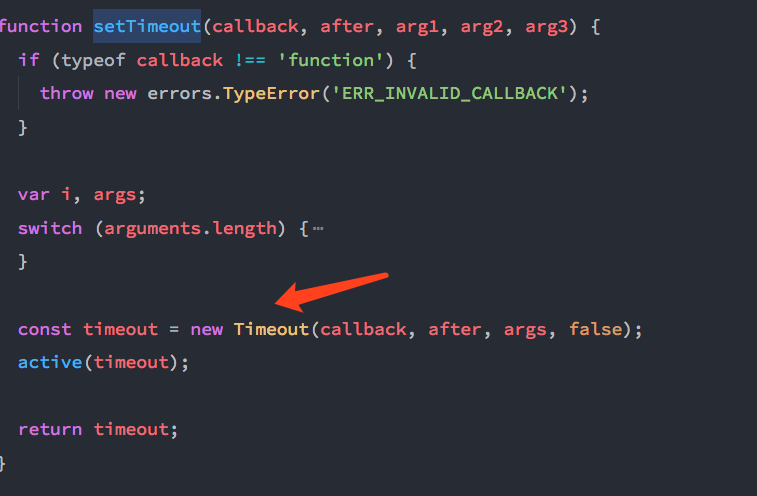 function setTimeout(callback, after, arg1, arg2, arg3) {
  if (typeof callback !== 'function') {
    throw new errors.TypeError('ERR_INVALID_CALLBACK');
  }

  var i, args;
  switch (arguments.length) {⋯
  }

  const timeout = new Timeout(callback, after, args, false);
  active(timeout);

  return timeout;
}